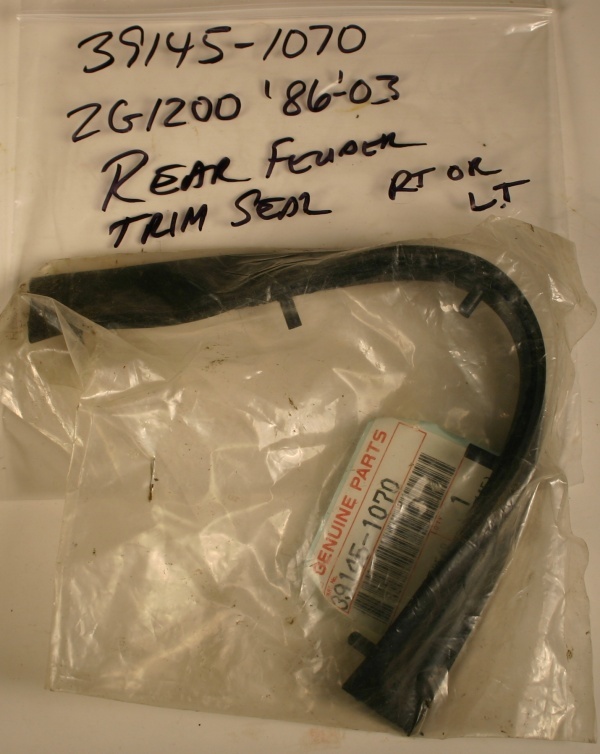 39145-1070
ZG1200 '86-'03
REAR FENDER
TRIM SEAL RT OR
LT
GENUINE PARTS
39145-1070
1